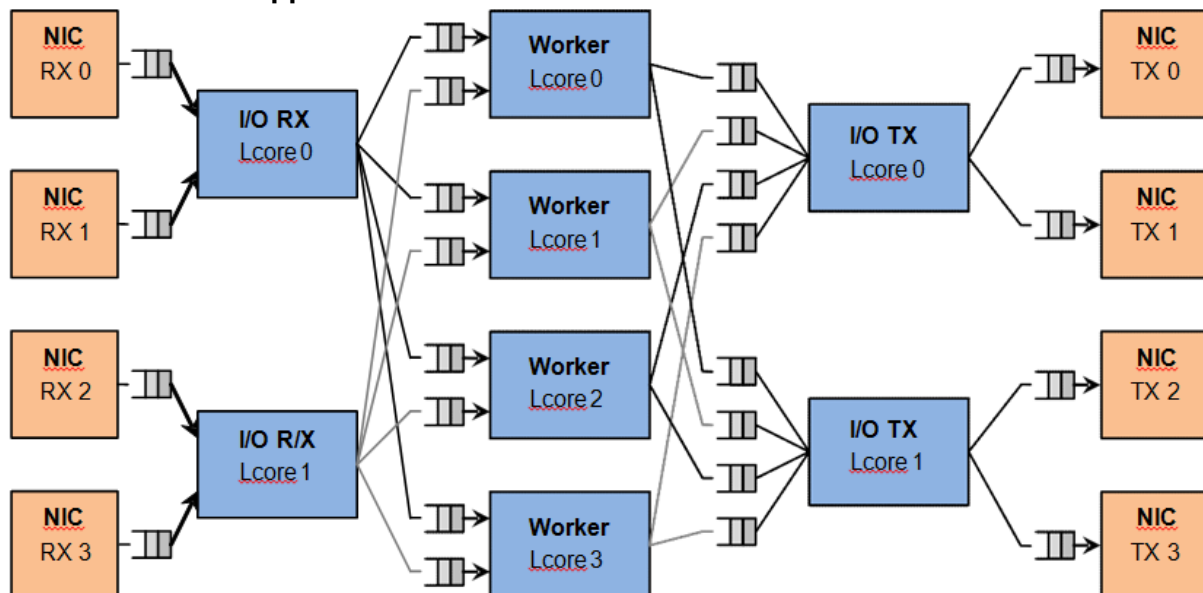 app
NIC
RX 0
I/O RX
Lcore 0
Worker
Lcore 0
I/O TX
Lcore 0
NIC
TX 0
NIC
RX 1
Worker
Lcore 1
NIC
TX 1
NIC
RX 2
I/O R/X
Lcore 1
Worker
Lcore 2
I/O TX
Lcore 1
NIC
TX 2
NIC
RX 3
Worker
Lcore 3
NIC
TX 3